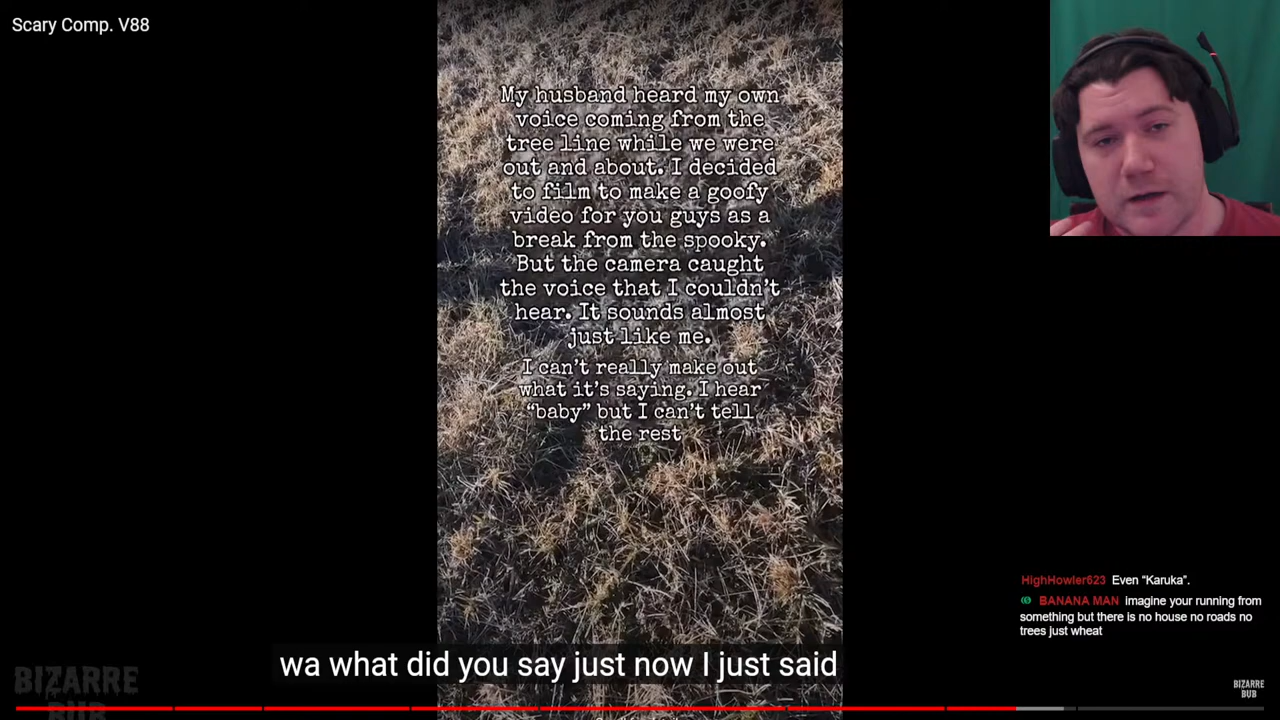 Scary Comp. V88
My husband heard my own
voice coming from the
tree line while we were
out and about. I decided
to film to make a goofy
video for you guys as a
break from the spooky.
But the camera caught
the voice that I couldn't
hear. It sounds almost
just like me.
I can't really make out
what it's saying. I hear
"baby" but I can't tell
the rest
HighHowler623 Even “Karuka”.
BANANA MAN imagine your running from
something but there is no house no roads no
trees just wheat
wa what did you say just now I just said
BIZARRE
BUB
BIZARRE
BUB